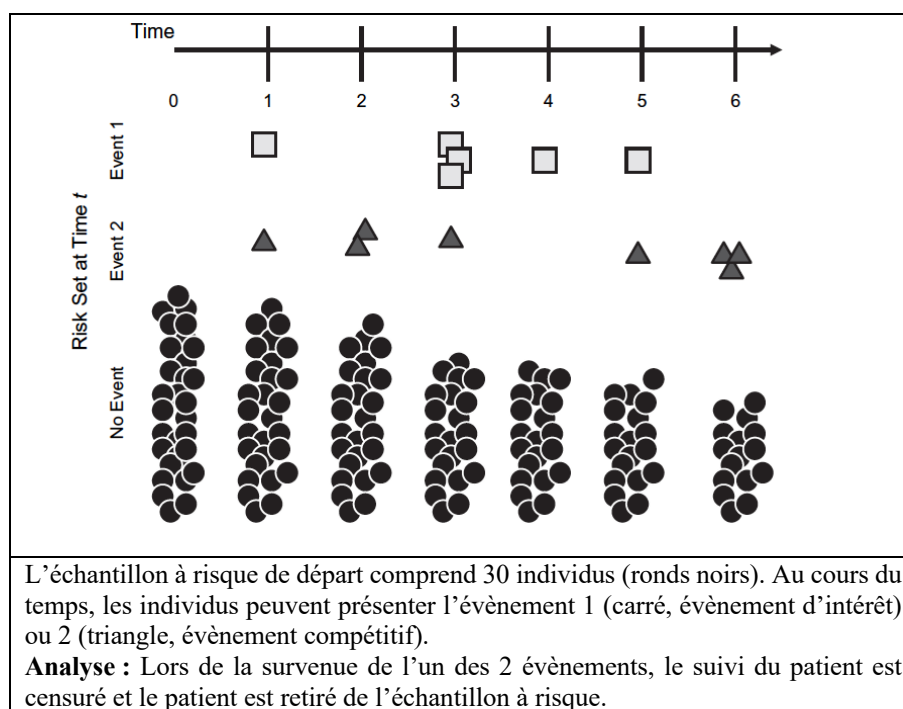 Time
0 1 2 3 4 5 6
Risk Set at Time t
Event 1
Event 2
No Event
L’échantillon à risque de départ comprend 30 individus (ronds noirs). Au cours du
temps, les individus peuvent présenter l’évènement 1 (carré, évènement d’intérêt)
ou 2 (triangle, évènement compétitif).
Analyse : Lors de la survenue de l’un des 2 évènements, le suivi du patient est
censuré et le patient est retiré de l’échantillon à risque.